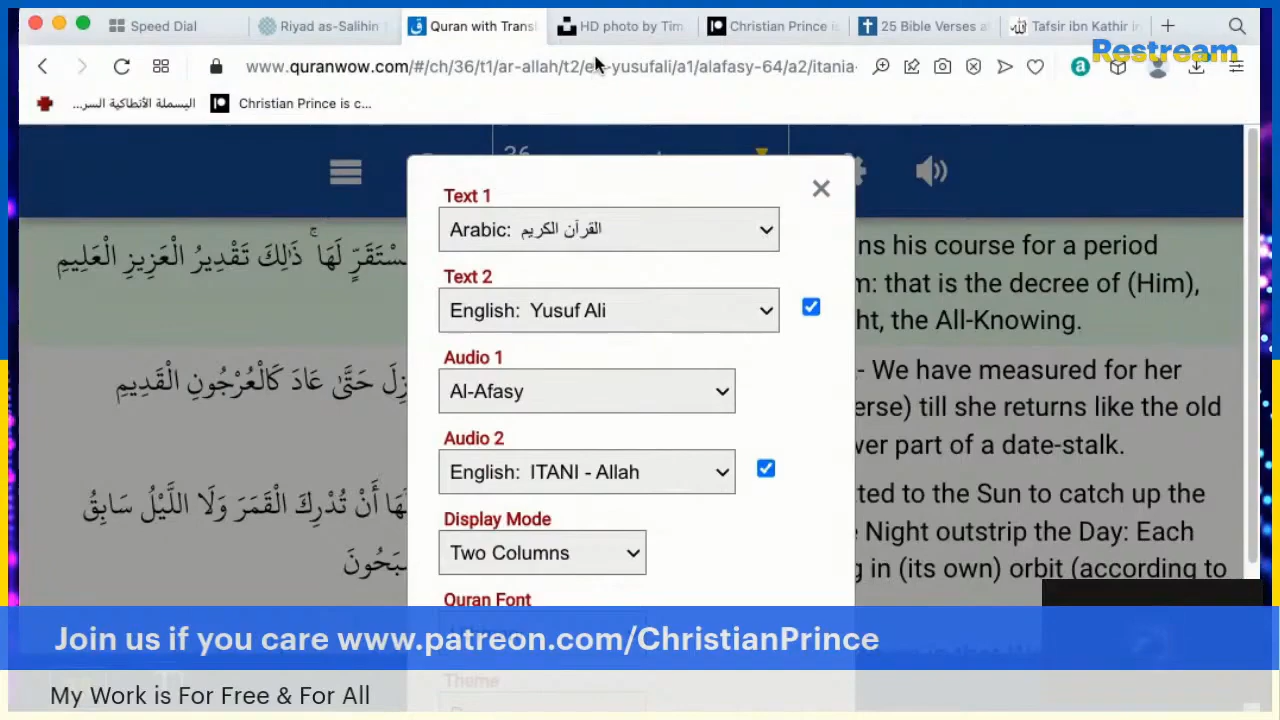 Speed Dial
Riyad as-Salihin
Quran with Transl
HD photo by Tim
Christian Prince is
25 Bible Verses a
Tafsir ibn Kathir in
Restream
www.quranwow.com/#/ch/36/t1/ar-allah/t2/en-yusufali/a1/alafasy-64/a2/itania-
البسملة الأنطاكية السر...
Christian Prince is c...
36
Text 1
Arabic: القرآن الكريم
Text 2
English: Yusuf Ali
Audio 1
Al-Afasy
Audio 2
English: ITANI - Allah
Display Mode
Two Columns
Quran Font
Theme
سْتَقَرٍّ لَّهَا ۚ ذَٰلِكَ تَقْدِيرُ الْعَزِيزِ الْعَلِيمِ
زِلَ حَتَّىٰ عَادَ كَالْعُرْجُونِ الْقَدِيمِ
هَا أَن تُدْرِكَ الْقَمَرَ وَلَا اللَّيْلُ سَابِقُ
سْبَحُونَ
ns his course for a period
m: that is the decree of (Him),
ht, the All-Knowing.
- We have measured for her
erse) till she returns like the old
wer part of a date-stalk.
ted to the Sun to catch up the
Night outstrip the Day: Each
g in (its own) orbit (according to
Join us if you care www.patreon.com/ChristianPrince
My Work is For Free & For All